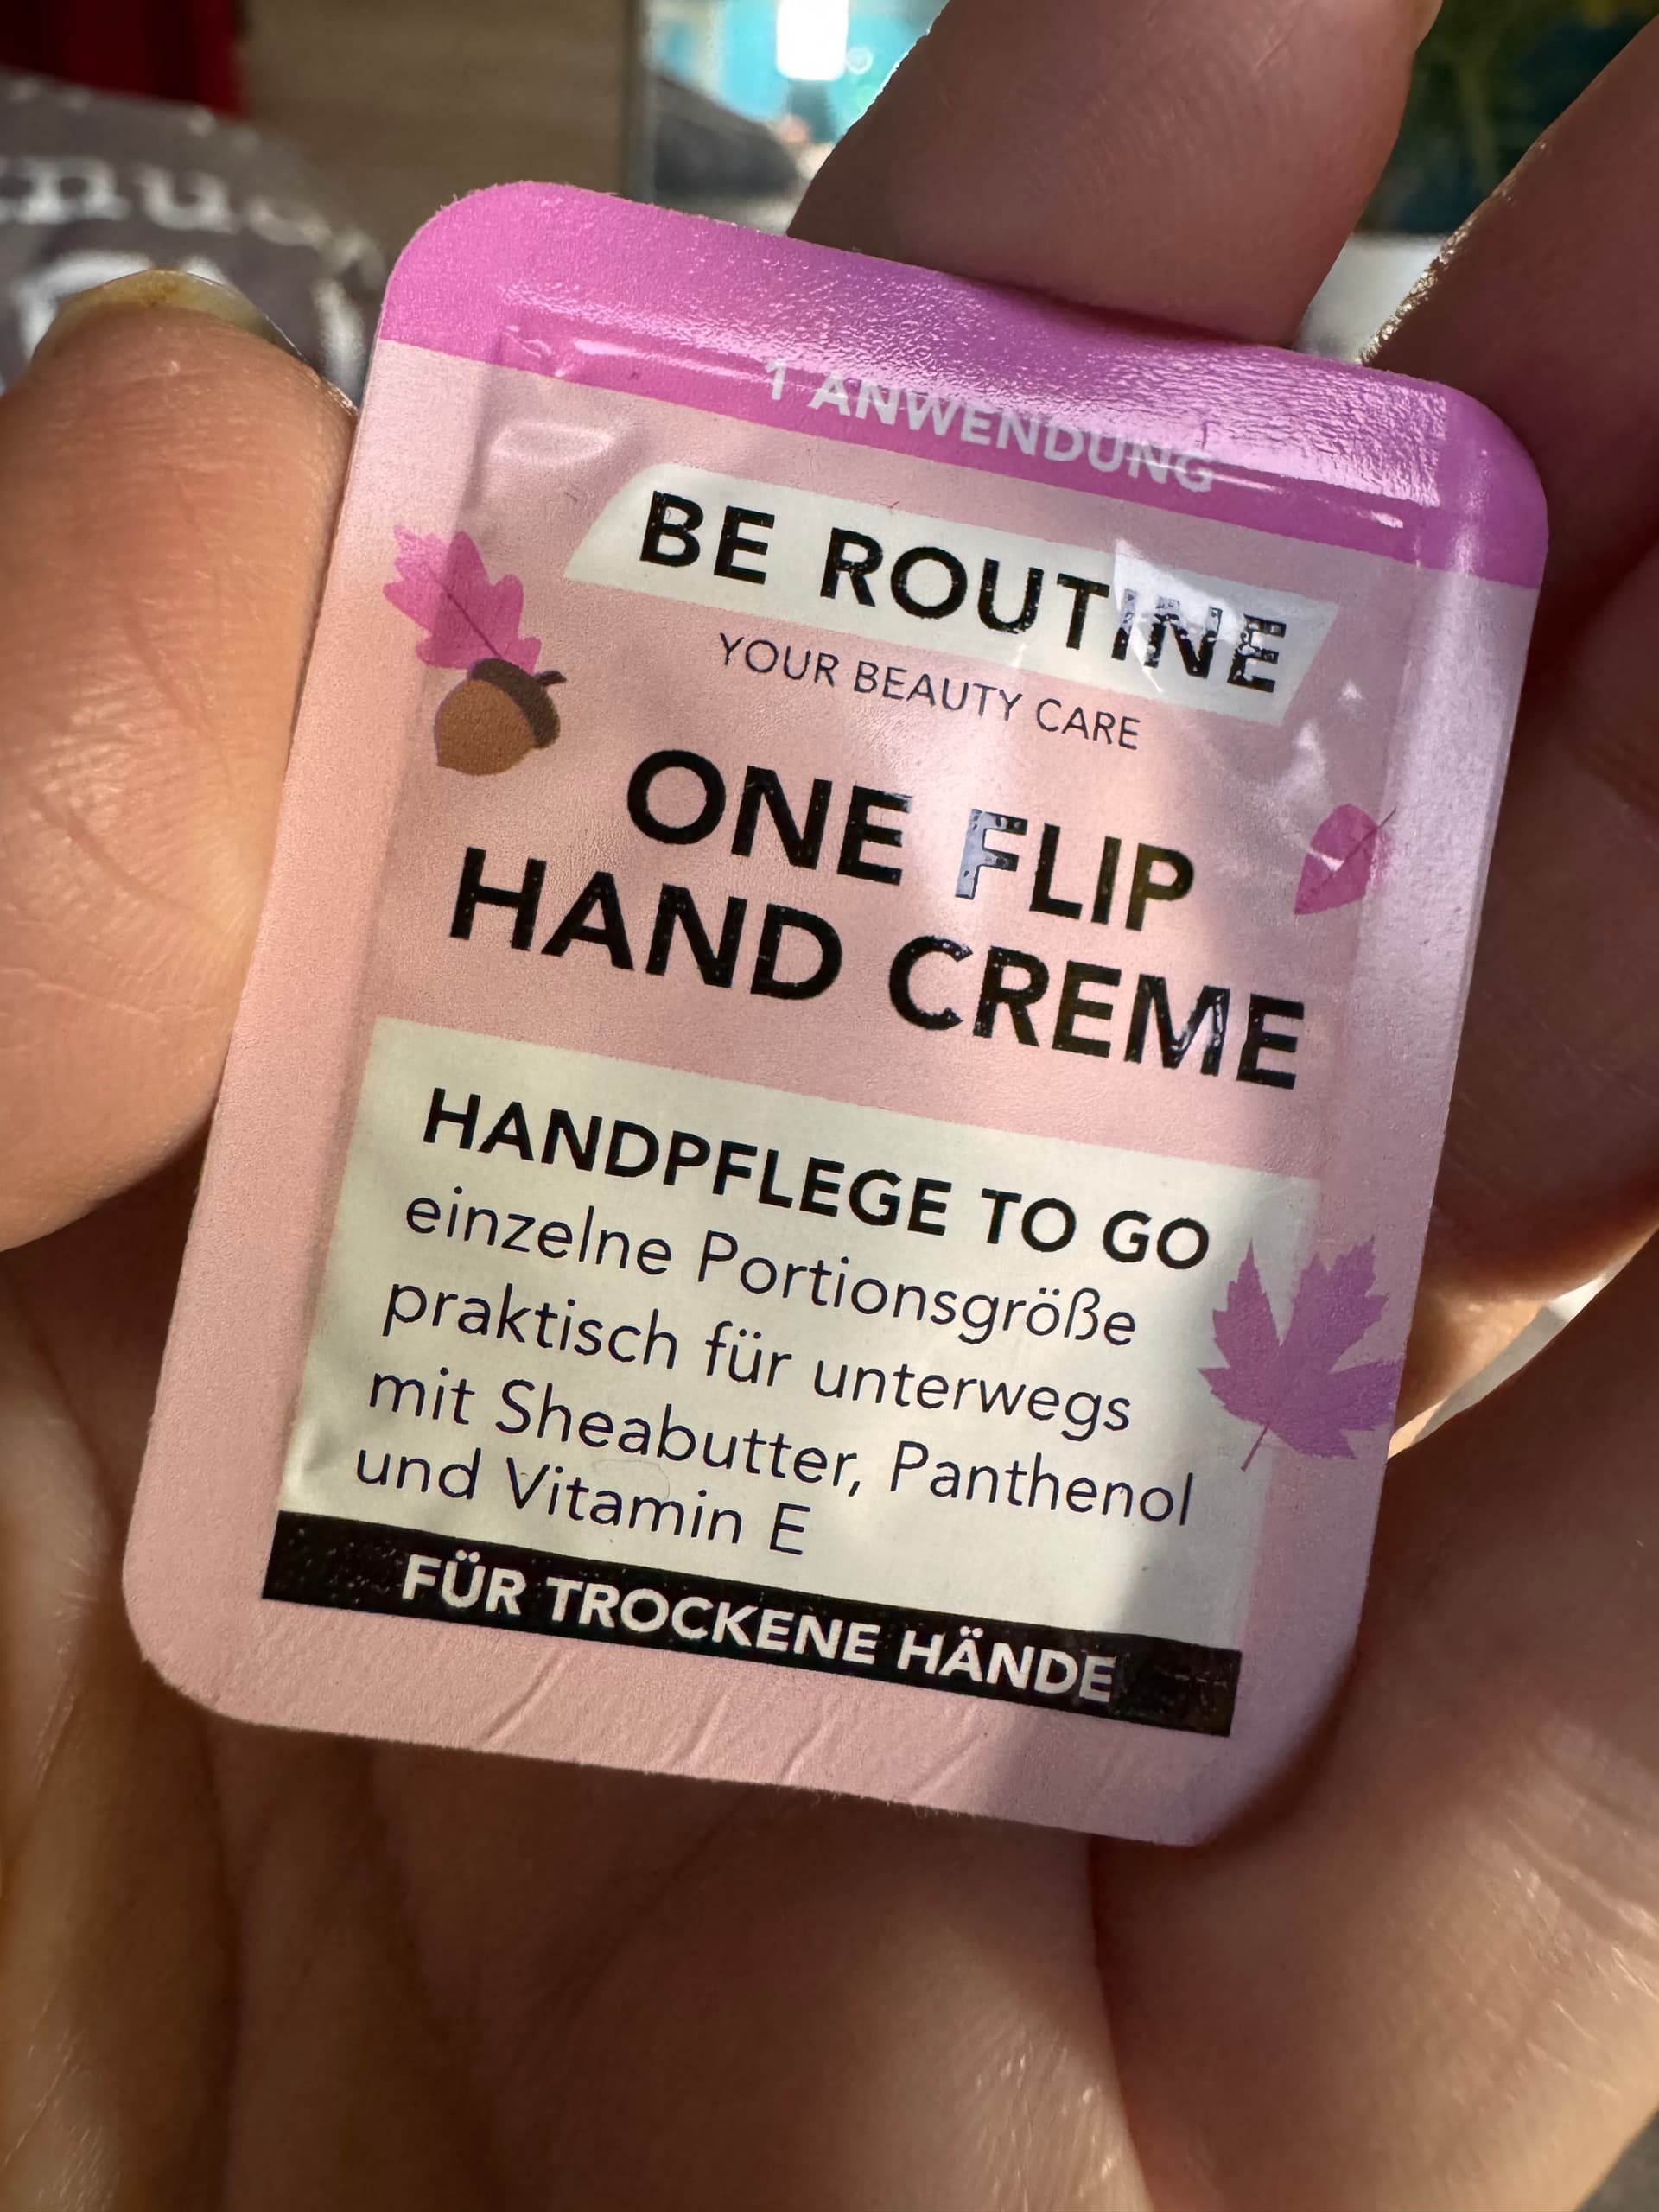 1 ANWENDUNG
BE ROUTINE
YOUR BEAUTY CARE
ONE FLIP
HAND CREME
HANDPFLEGE TO GO
einzelne Portionsgröße
praktisch für unterwegs
mit Sheabutter, Panthenol
und Vitamin E
FÜR TROCKENE HÄNDE